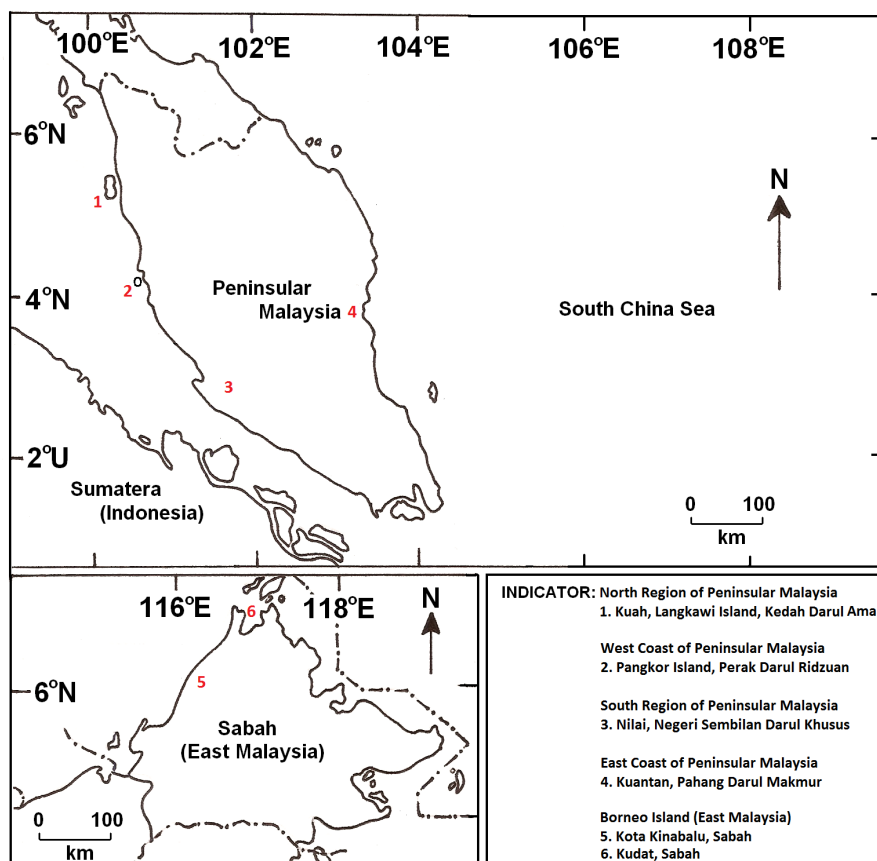 100°E 102°E 104°E 106°E 108°E
6°N
1
N
2
Peninsular
Malaysia
4
4°N
South China Sea
3
2°U
Sumatera
(Indonesia)
0 100
km
116°E 118°E
6
N
5
6°N
Sabah
(East Malaysia)
0 100
km
INDICATOR: North Region of Peninsular Malaysia
1. Kuah, Langkawi Island, Kedah Darul Ama
West Coast of Peninsular Malaysia
2. Pangkor Island, Perak Darul Ridzuan
South Region of Peninsular Malaysia
3. Nilai, Negeri Sembilan Darul Khusus
East Coast of Peninsular Malaysia
4. Kuantan, Pahang Darul Makmur
Borneo Island (East Malaysia)
5. Kota Kinabalu, Sabah
6. Kudat, Sabah